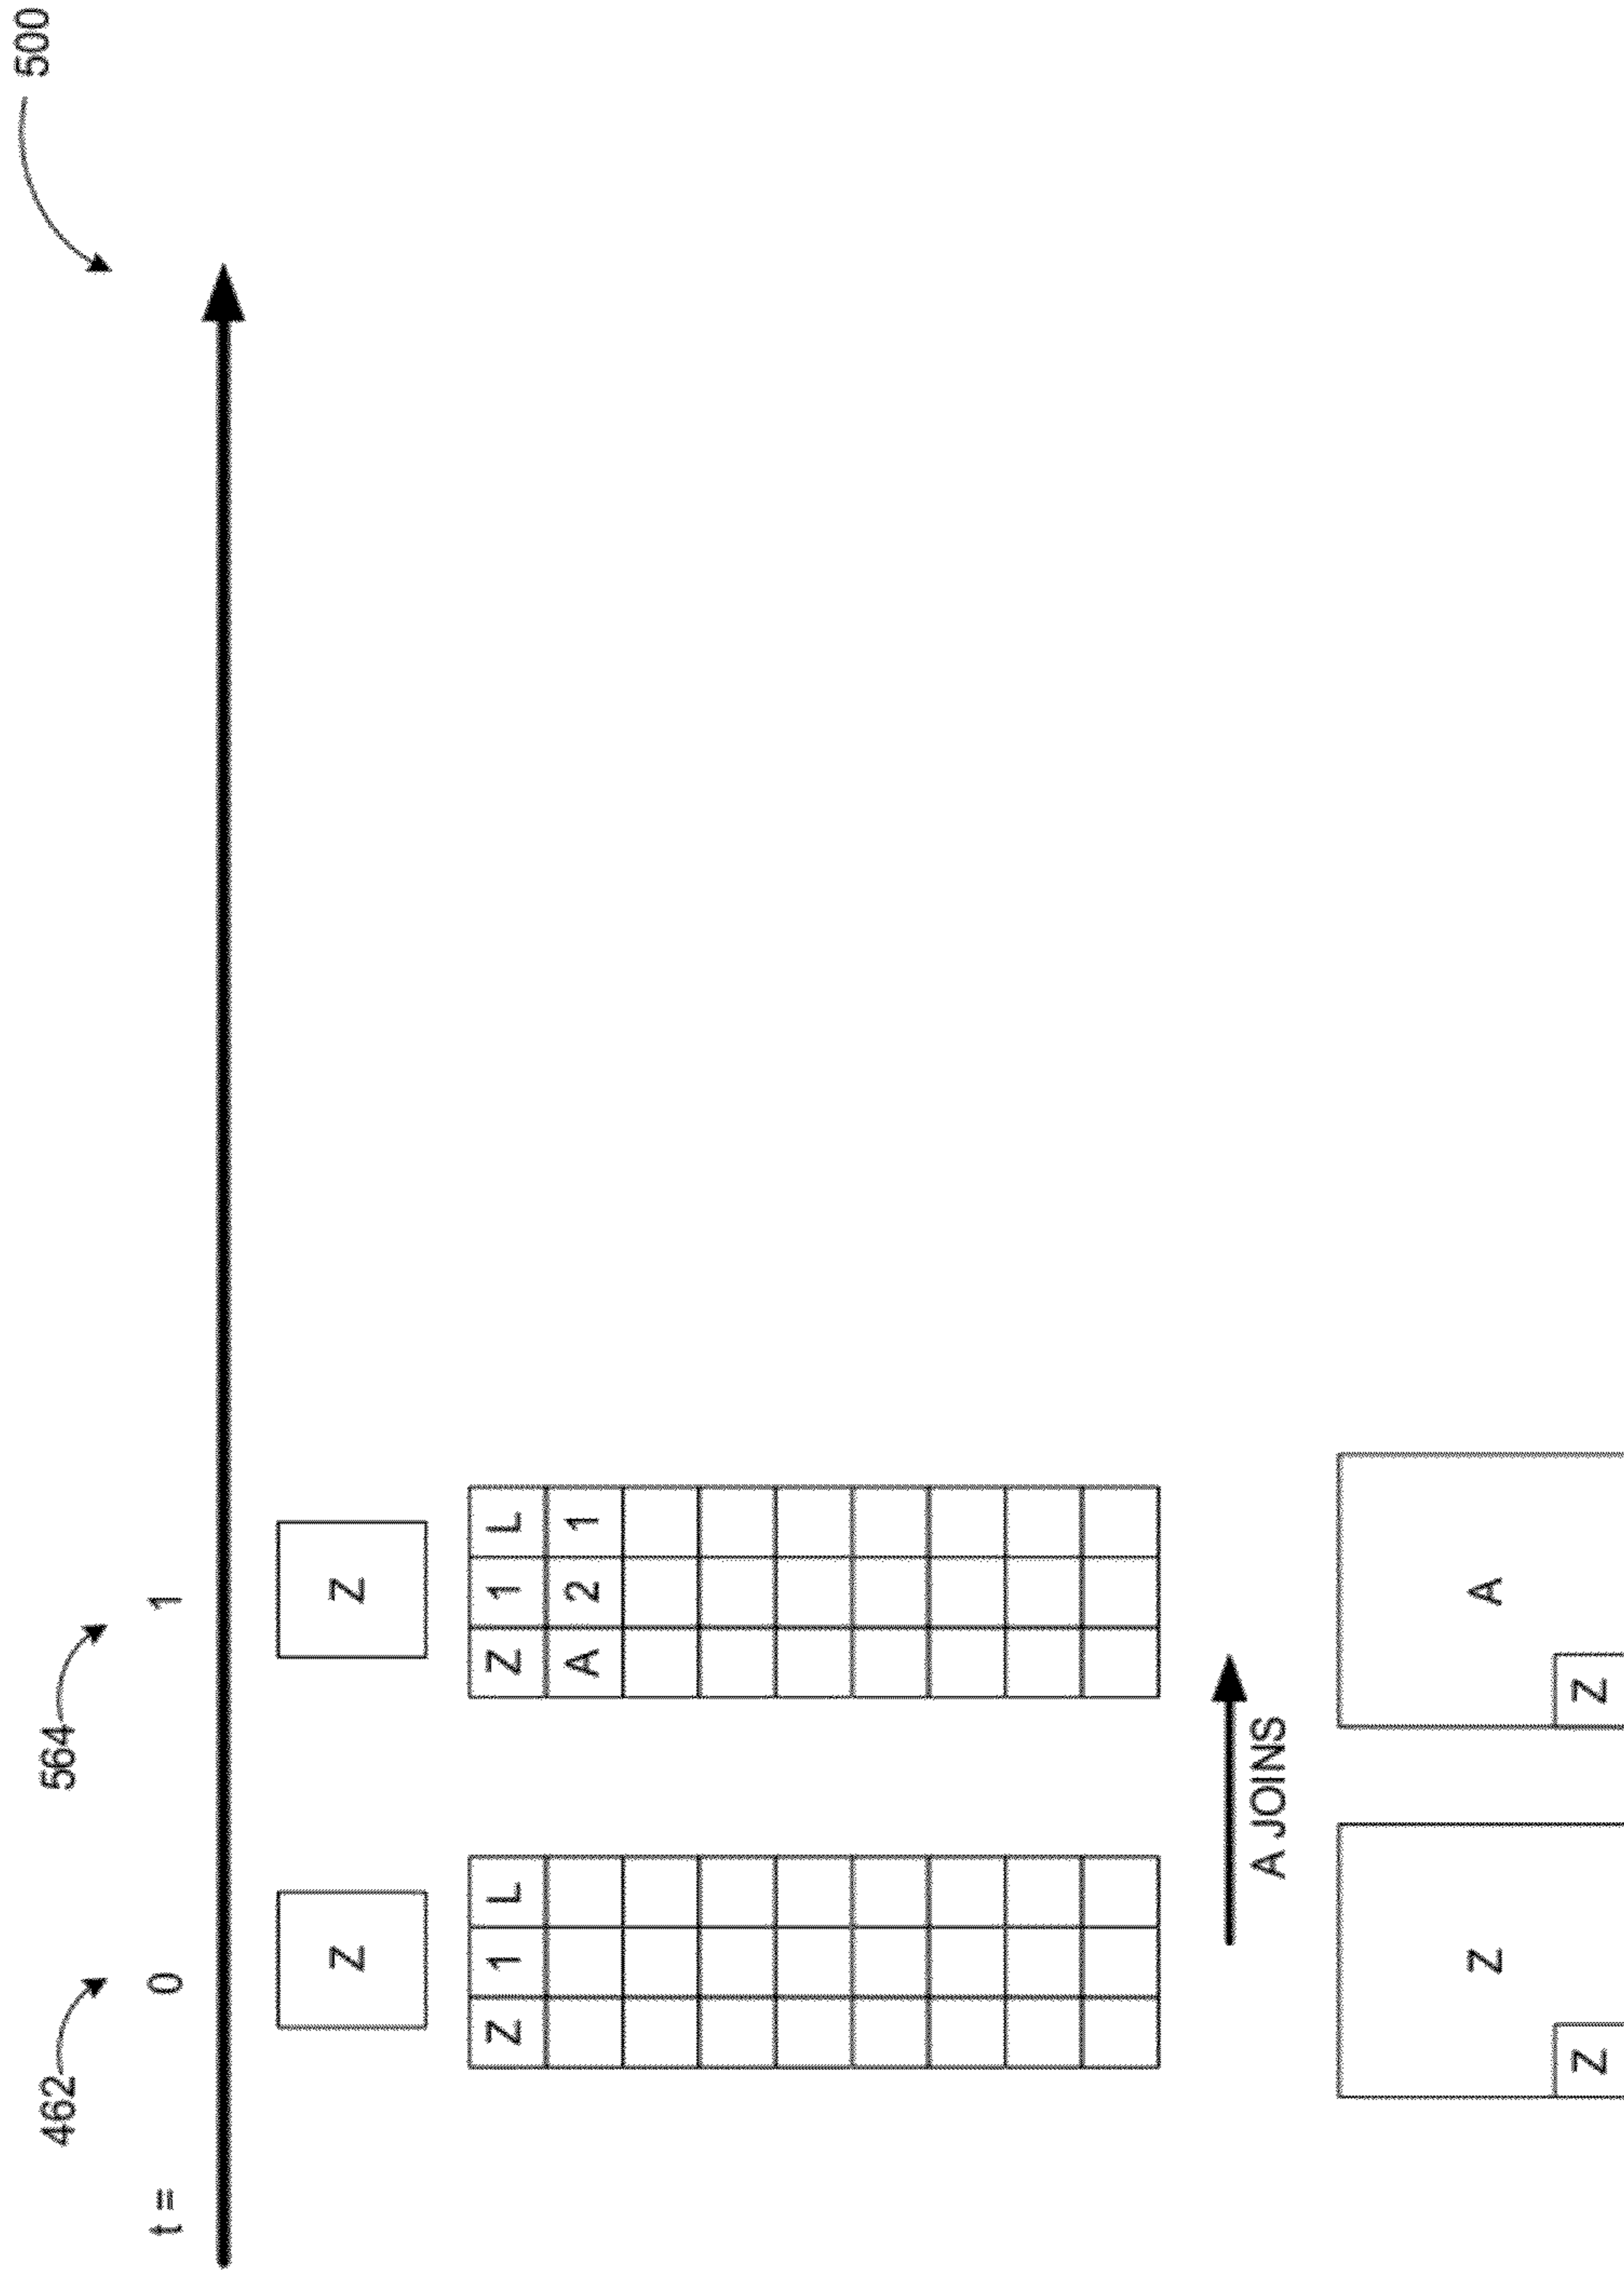 500
462 564
t = 0 1
Z Z
Z 1 L Z 1 L
A 2 1
A JOINS
Z A
Z Z